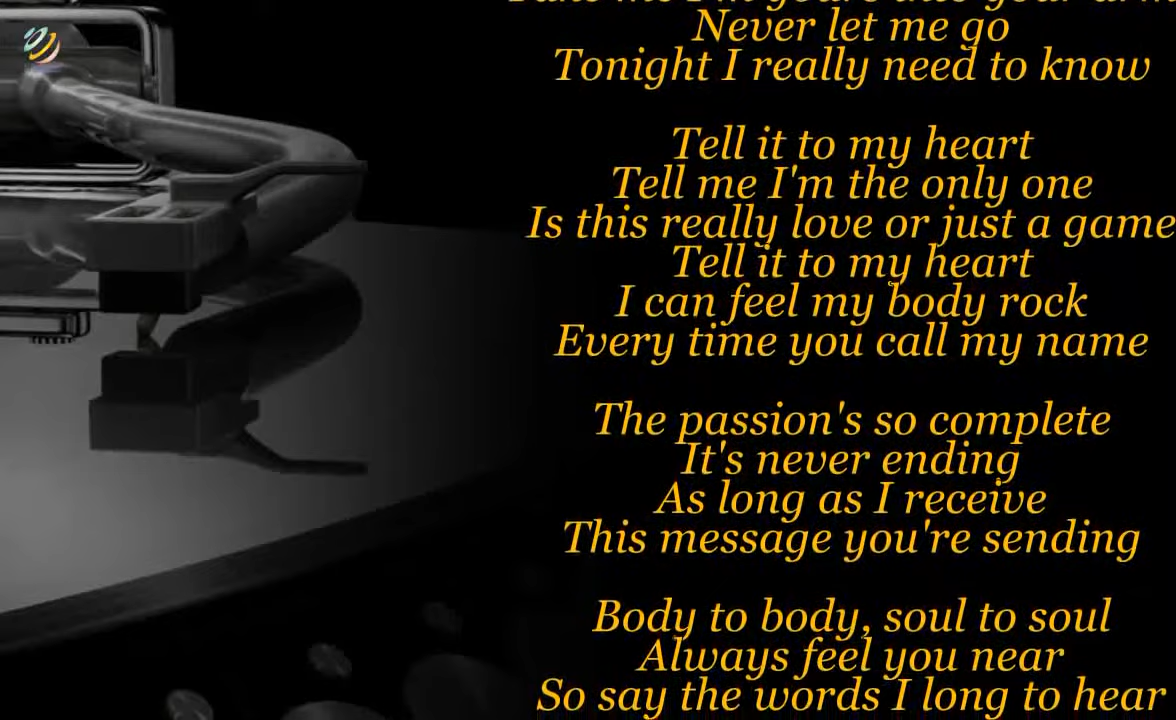 Never let me go
Tonight I really need to know
Tell it to my heart
Tell me I'm the only one
Is this really love or just a game
Tell it to my heart
I can feel my body rock
Every time you call my name
The passion's so complete
It's never ending
As long as I receive
This message you're sending
Body to body, soul to soul
Always feel you near
So say the words I long to hear